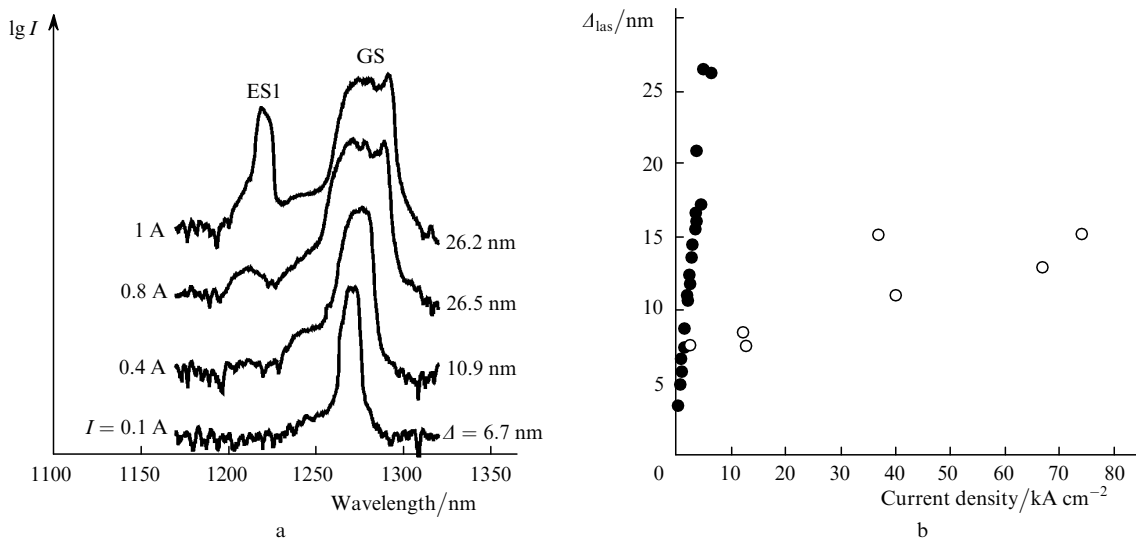 lg I
GS
ES1
1 A
26.2 nm
0.8 A
26.5 nm
0.4 A
10.9 nm
I = 0.1 A
Δ = 6.7 nm
1100 1150 1200 1250 1300 1350
Wavelength/nm
a
Δlas/nm
25
20
15
10
5
0 10 20 30 40 50 60 70 80
Current density/kA cm−2
b